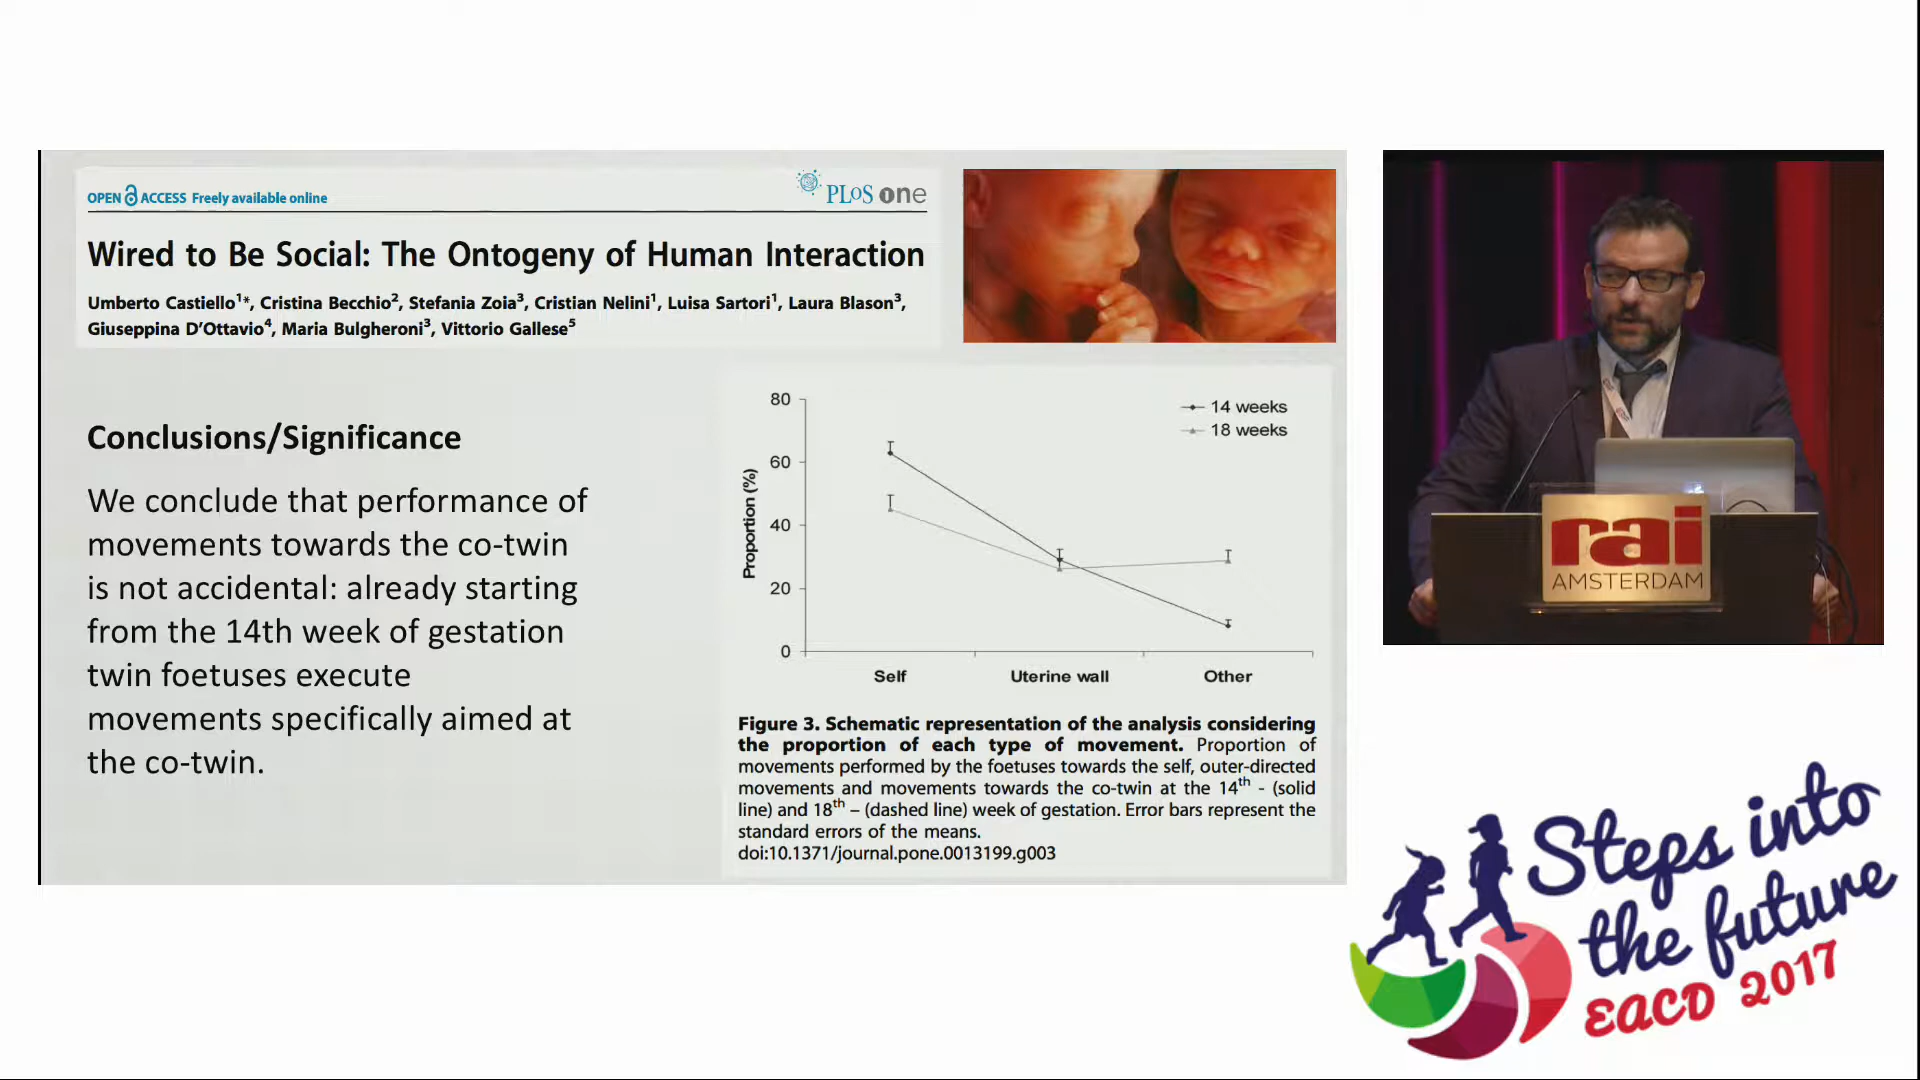 OPEN ACCESS Freely available online
PLoS one
Wired to Be Social: The Ontogeny of Human Interaction
Umberto Castiello1*, Cristina Becchio2, Stefania Zoia3, Cristian Nelini1, Luisa Sartori1, Laura Blason3,
Giuseppina D'Ottavio4, Maria Bulgheroni3, Vittorio Gallese5
Conclusions/Significance
We conclude that performance of
movements towards the co-twin
is not accidental: already starting
from the 14th week of gestation
twin foetuses execute
movements specifically aimed at
the co-twin.
80
60
40
20
0
Proportion (%)
14 weeks
18 weeks
Self
Uterine wall
Other
Figure 3. Schematic representation of the analysis considering
the proportion of each type of movement. Proportion of
movements performed by the foetuses towards the self, outer-directed
movements and movements towards the co-twin at the 14th - (solid
line) and 18th – (dashed line) week of gestation. Error bars represent the
standard errors of the means.
doi:10.1371/journal.pone.0013199.g003
rai
AMSTERDAM
Steps into
the future
EACD 2017